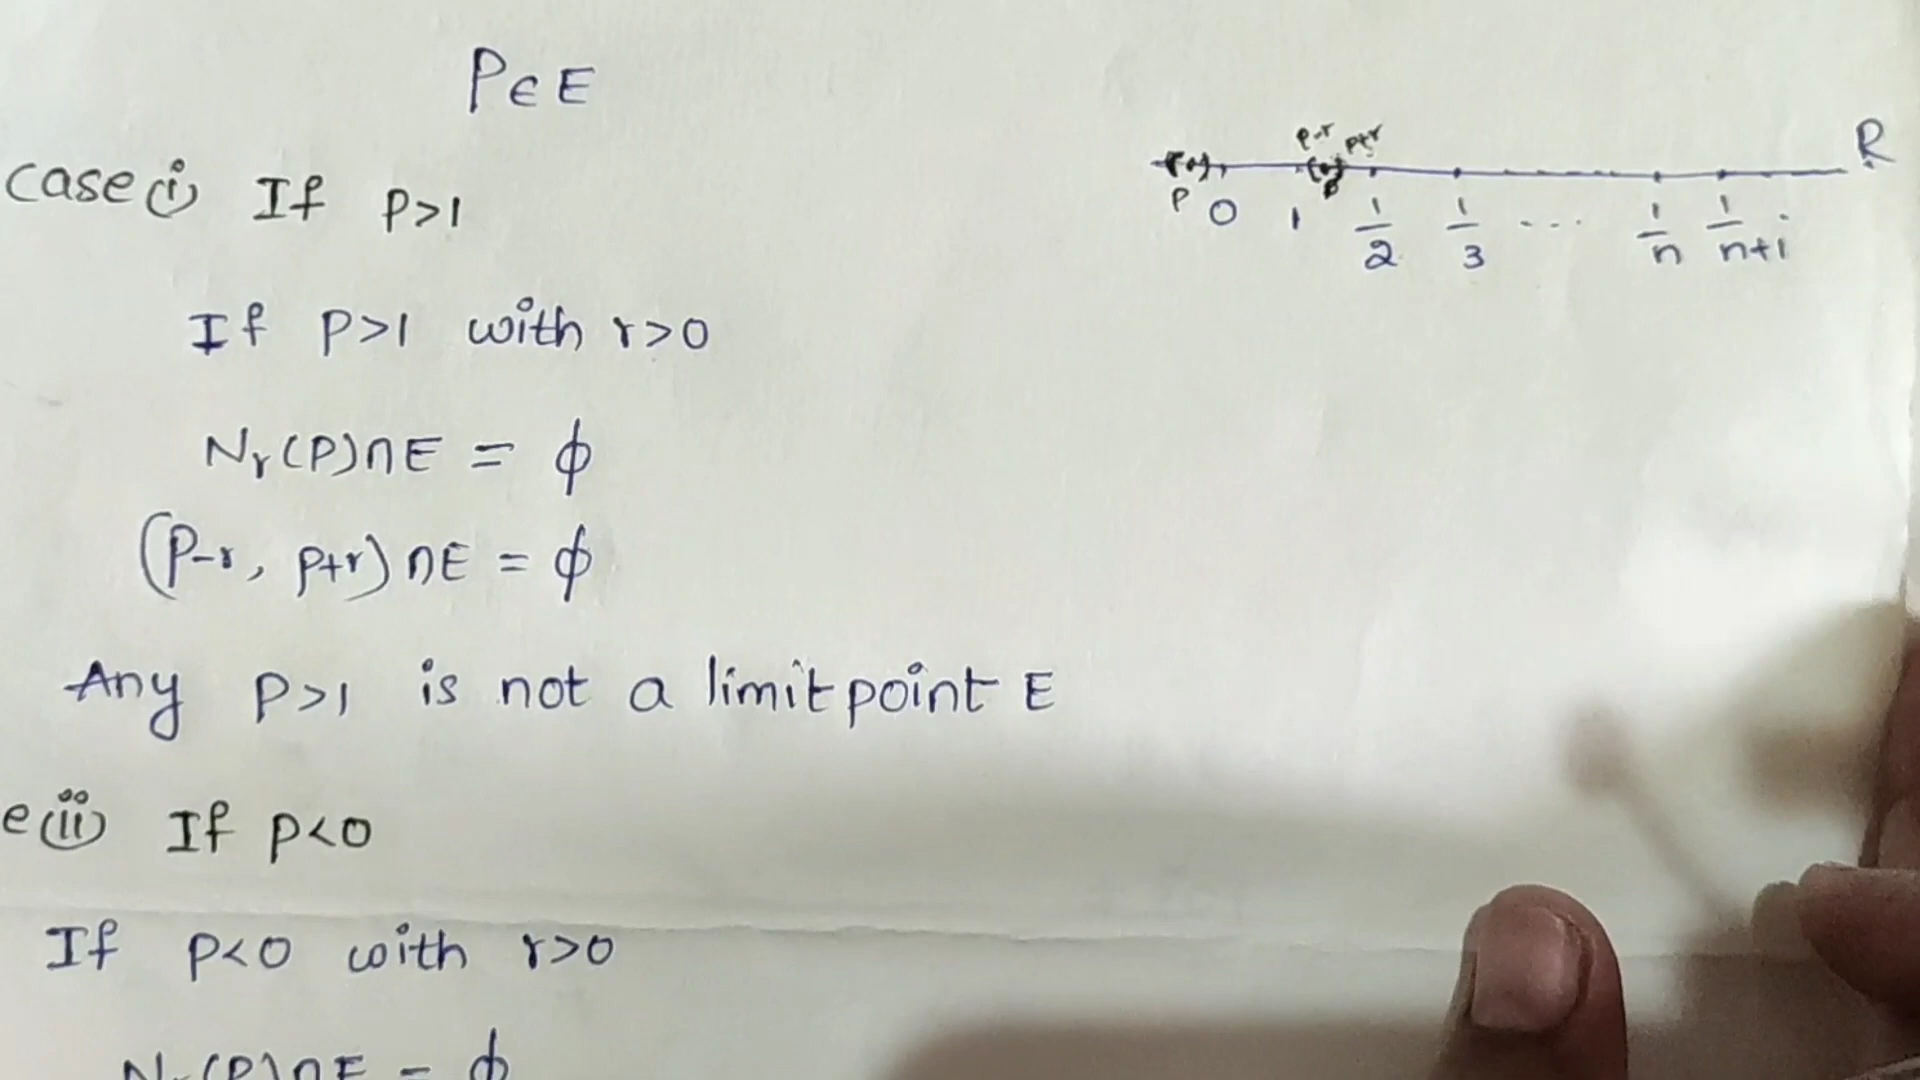 P∈E
case (i) If p>1
p-r p+r
(p) p R
P 0 1 1/2 1/3 ... 1/n 1/n+1
If P>1 with r>0
Nr(P)∩E = ϕ
(P-r, p+r)∩E = ϕ
Any P>1 is not a limit point E
e (ii) If p<0
If p<0 with r>0
Nr(P)∩E = ϕ